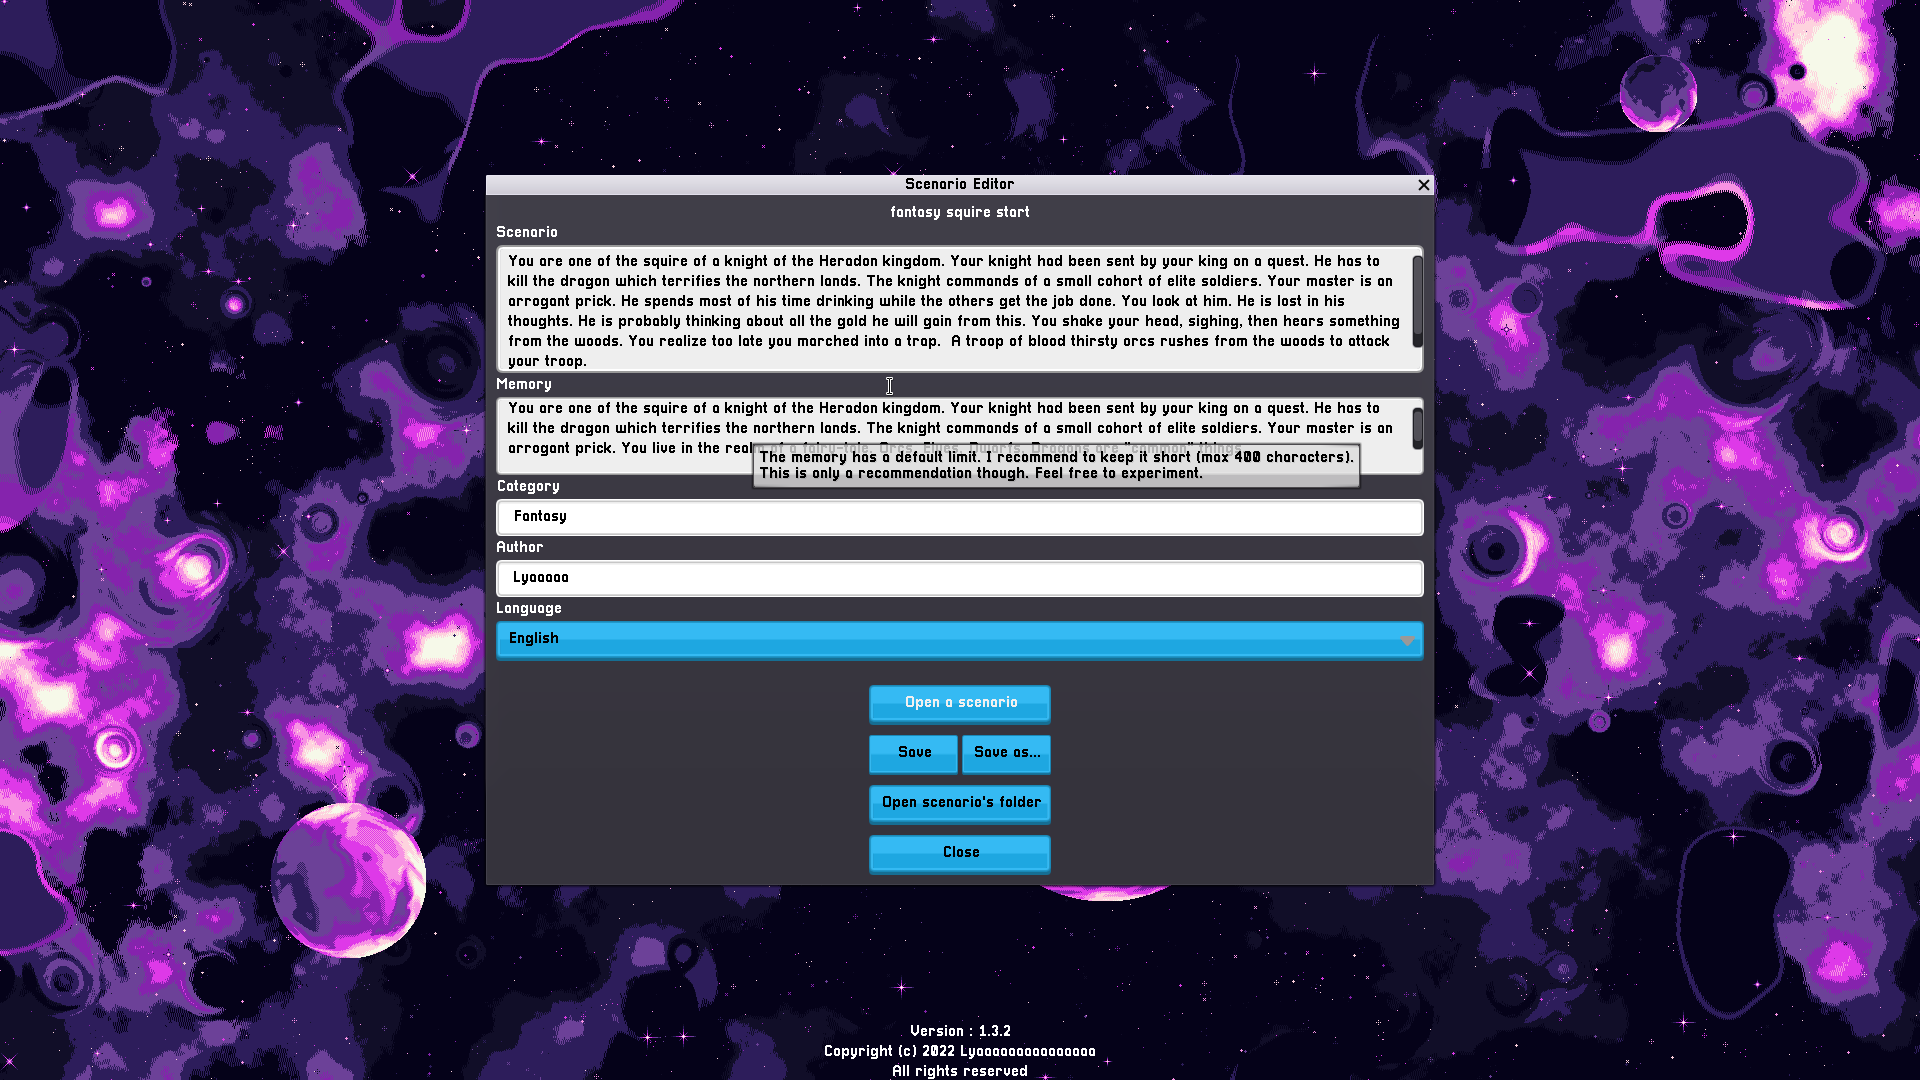 Scenario Editor
fantasy squire start
Scenario
You are one of the squire of a knight of the Heradon kingdom. Your knight had been sent by your king on a quest. He has to
kill the dragon which terrifies the northern lands. The knight commands of a small cohort of elite soldiers. Your master is an
arrogant prick. He spends most of his time drinking while the others get the job done. You look at him. He is lost in his
thoughts. He is probably thinking about all the gold he will gain from this. You shake your head, sighing, then hears something
from the woods. You realize too late you marched into a trap.  A troop of blood thirsty orcs rushes from the woods to attack
your troop.
Memory
You are one of the squire of a knight of the Heradon kingdom. Your knight had been sent by your king on a quest. He has to
kill the dragon which terrifies the northern lands. The knight commands of a small cohort of elite soldiers. Your master is an
arrogant prick. You live in the realm of a fairy-tale. Orcs, Elves, Dwarfs, Dragons are "common" things.
The memory has a default limit. I recommend to keep it short (max 400 characters).
This is only a recommendation though. Feel free to experiment.
Category
Fantasy
Author
Lyaaaaa
Language
English
Open a scenario
Save
Save as...
Open scenario's folder
Close
Version : 1.3.2
Copyright (c) 2022 Lyaaaaaaaaaaaaaaa
All rights reserved